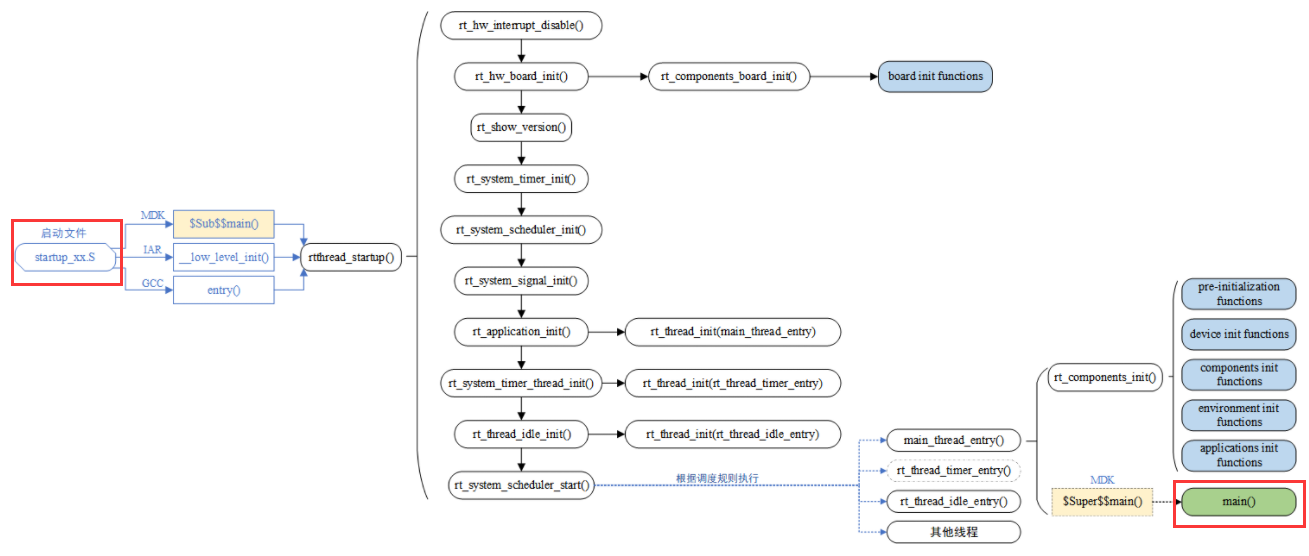 启动文件
startup_xx.S
MDK
$Sub$$main()
IAR
__low_level_init()
GCC
entry()
rtthread_startup()
rt_hw_interrupt_disable()
rt_hw_board_init()
rt_components_board_init()
board init functions
rt_show_version()
rt_system_timer_init()
rt_system_scheduler_init()
rt_system_signal_init()
rt_application_init()
rt_thread_init(main_thread_entry)
rt_system_timer_thread_init()
rt_thread_init(rt_thread_timer_entry)
rt_thread_idle_init()
rt_thread_init(rt_thread_idle_entry)
rt_system_scheduler_start()
根据调度规则执行
main_thread_entry()
rt_thread_timer_entry()
rt_thread_idle_entry()
其他线程
rt_components_init()
pre-initialization
functions
device init functions
components init
functions
environment init
functions
applications init
functions
MDK
$Super$$main()
main()